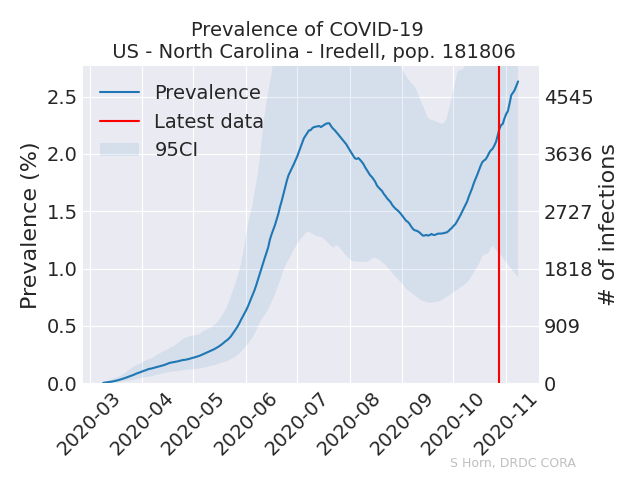 Prevalence of COVID-19
US - North Carolina - Iredell, pop. 181806
Prevalence
Latest data
95CI
Prevalence (%)
2.5
2.0
1.5
1.0
0.5
0.0
4545
3636
2727
1818
909
0
# of infections
2020-03
2020-04
2020-05
2020-06
2020-07
2020-08
2020-09
2020-10
2020-11
S Horn, DRDC CORA